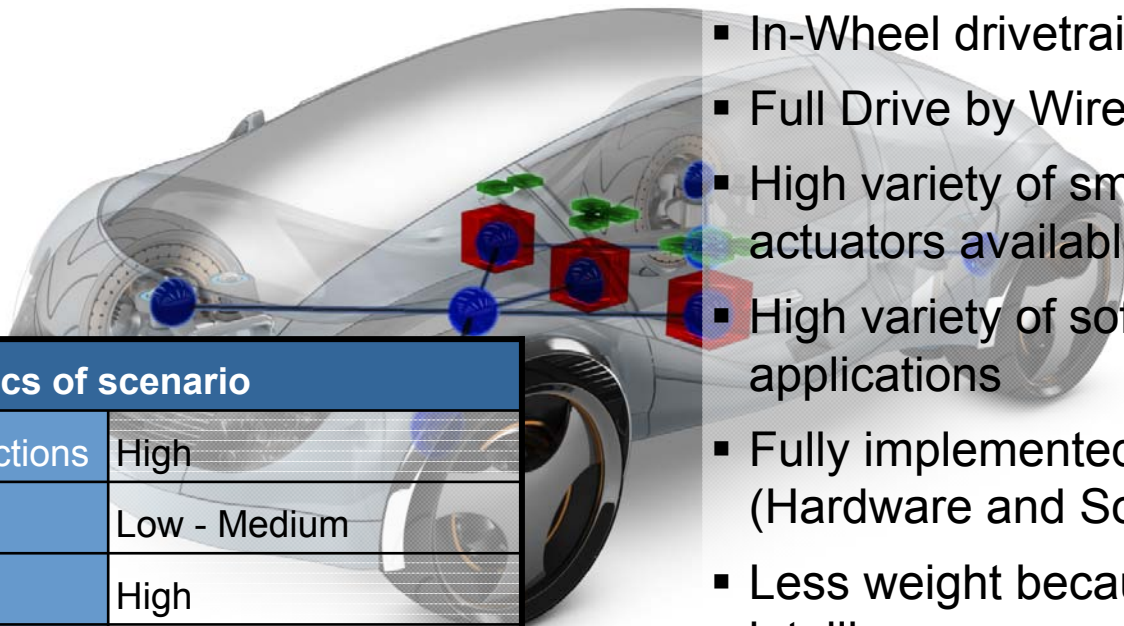 ▪ In-Wheel drivetrai
▪ Full Drive by Wire
▪ High variety of sm
actuators availabl
▪ High variety of sof
applications
▪ Fully implemented
(Hardware and So
▪ Less weight becau
cs of scenario
ctions High
Low - Medium
High